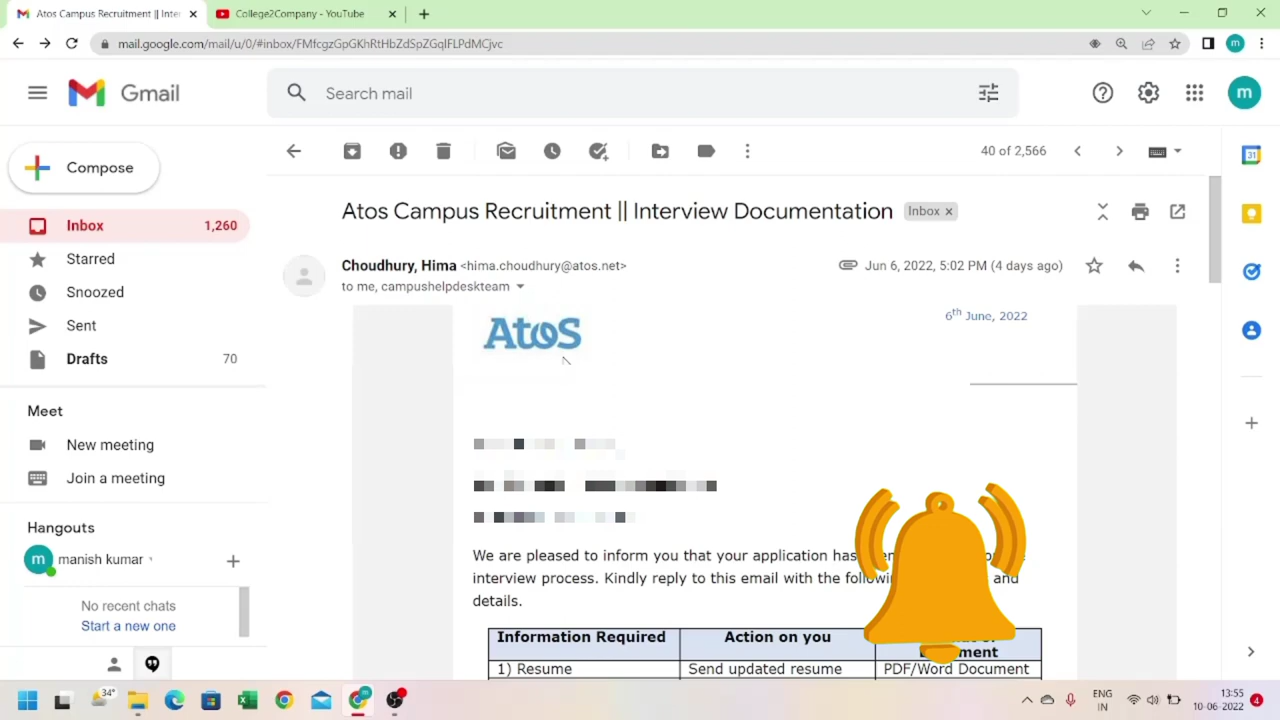 Atos Campus Recruitment || Inter
College2Company - YouTube
mail.google.com/mail/u/0/#inbox/FMfcgzGpGKhRtHbZdSpZGqlFLPdMCjvc
m
Gmail
Search mail
m
Compose
40 of 2,566
Atos Campus Recruitment || Interview Documentation
Inbox
Inbox 1,260
Choudhury, Hima <hima.choudhury@atos.net>
Jun 6, 2022, 5:02 PM (4 days ago)
to me, campushelpdeskteam
Starred
Snoozed
Sent
Drafts 70
Atos
6th June, 2022
Meet
New meeting
Join a meeting
Hangouts
m manish kumar
No recent chats
Start a new one
We are pleased to inform you that your application has
interview process. Kindly reply to this email with the and
details.
Information Required Action on you
1) Resume Send updated resume PDF/Word Document
34°
ENG
IN
13:55
10-06-2022
4